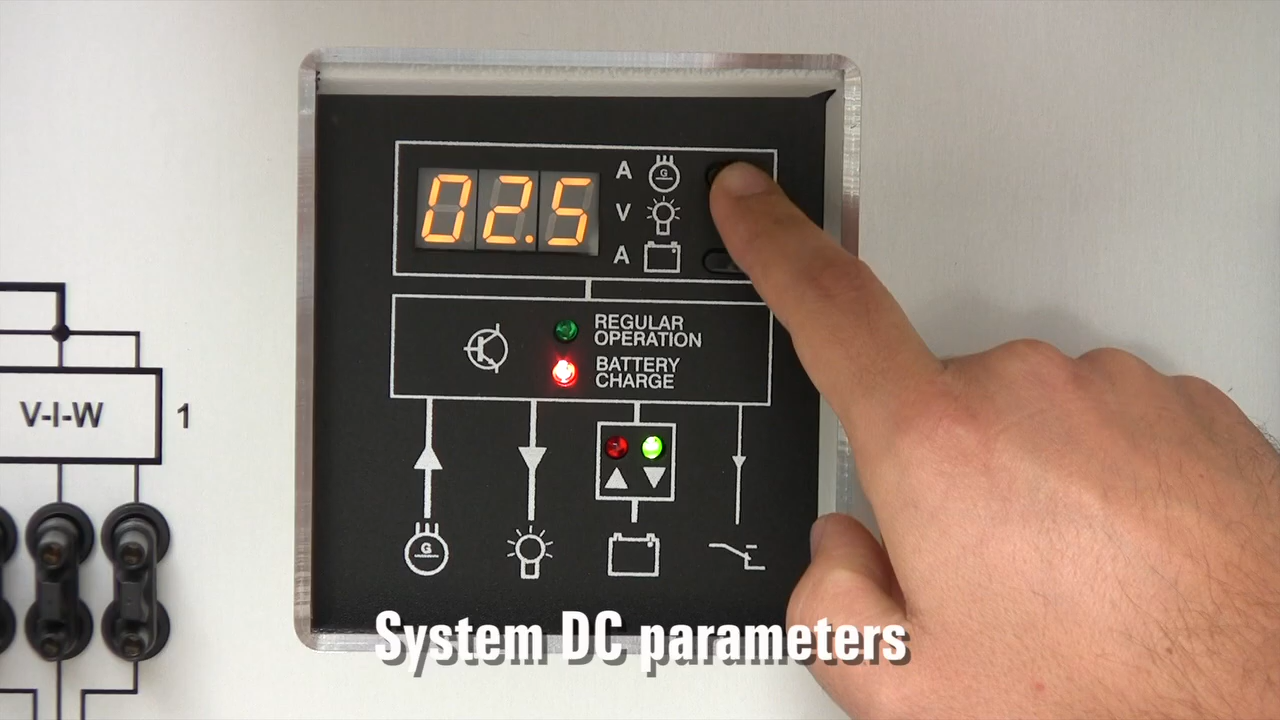 02.5
A G
V
A
REGULAR
OPERATION
BATTERY
CHARGE
V-I-W
1
G
System DC parameters